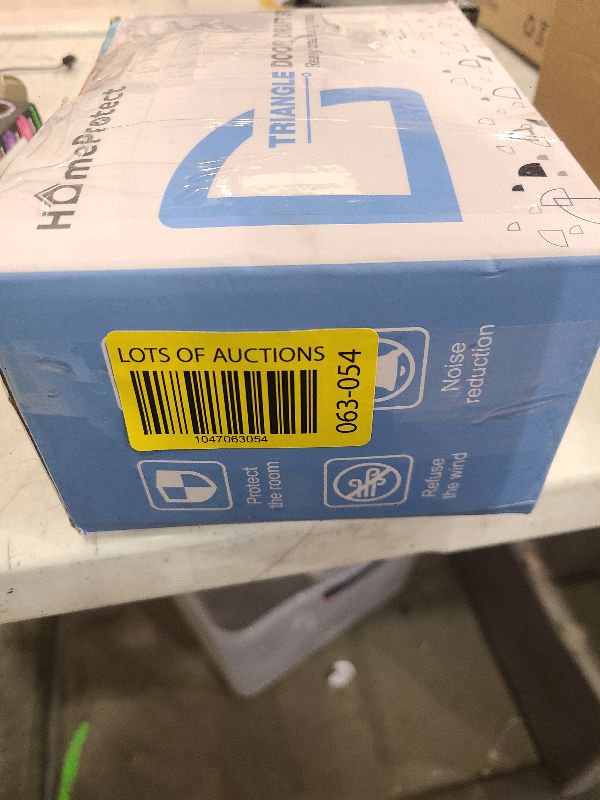 HOmeProtect
TRIANGLE DOOR
LOTS OF AUCTIONS
1047063054
063-054
Noise
reduction
Protect
the room
Refuse
the wind